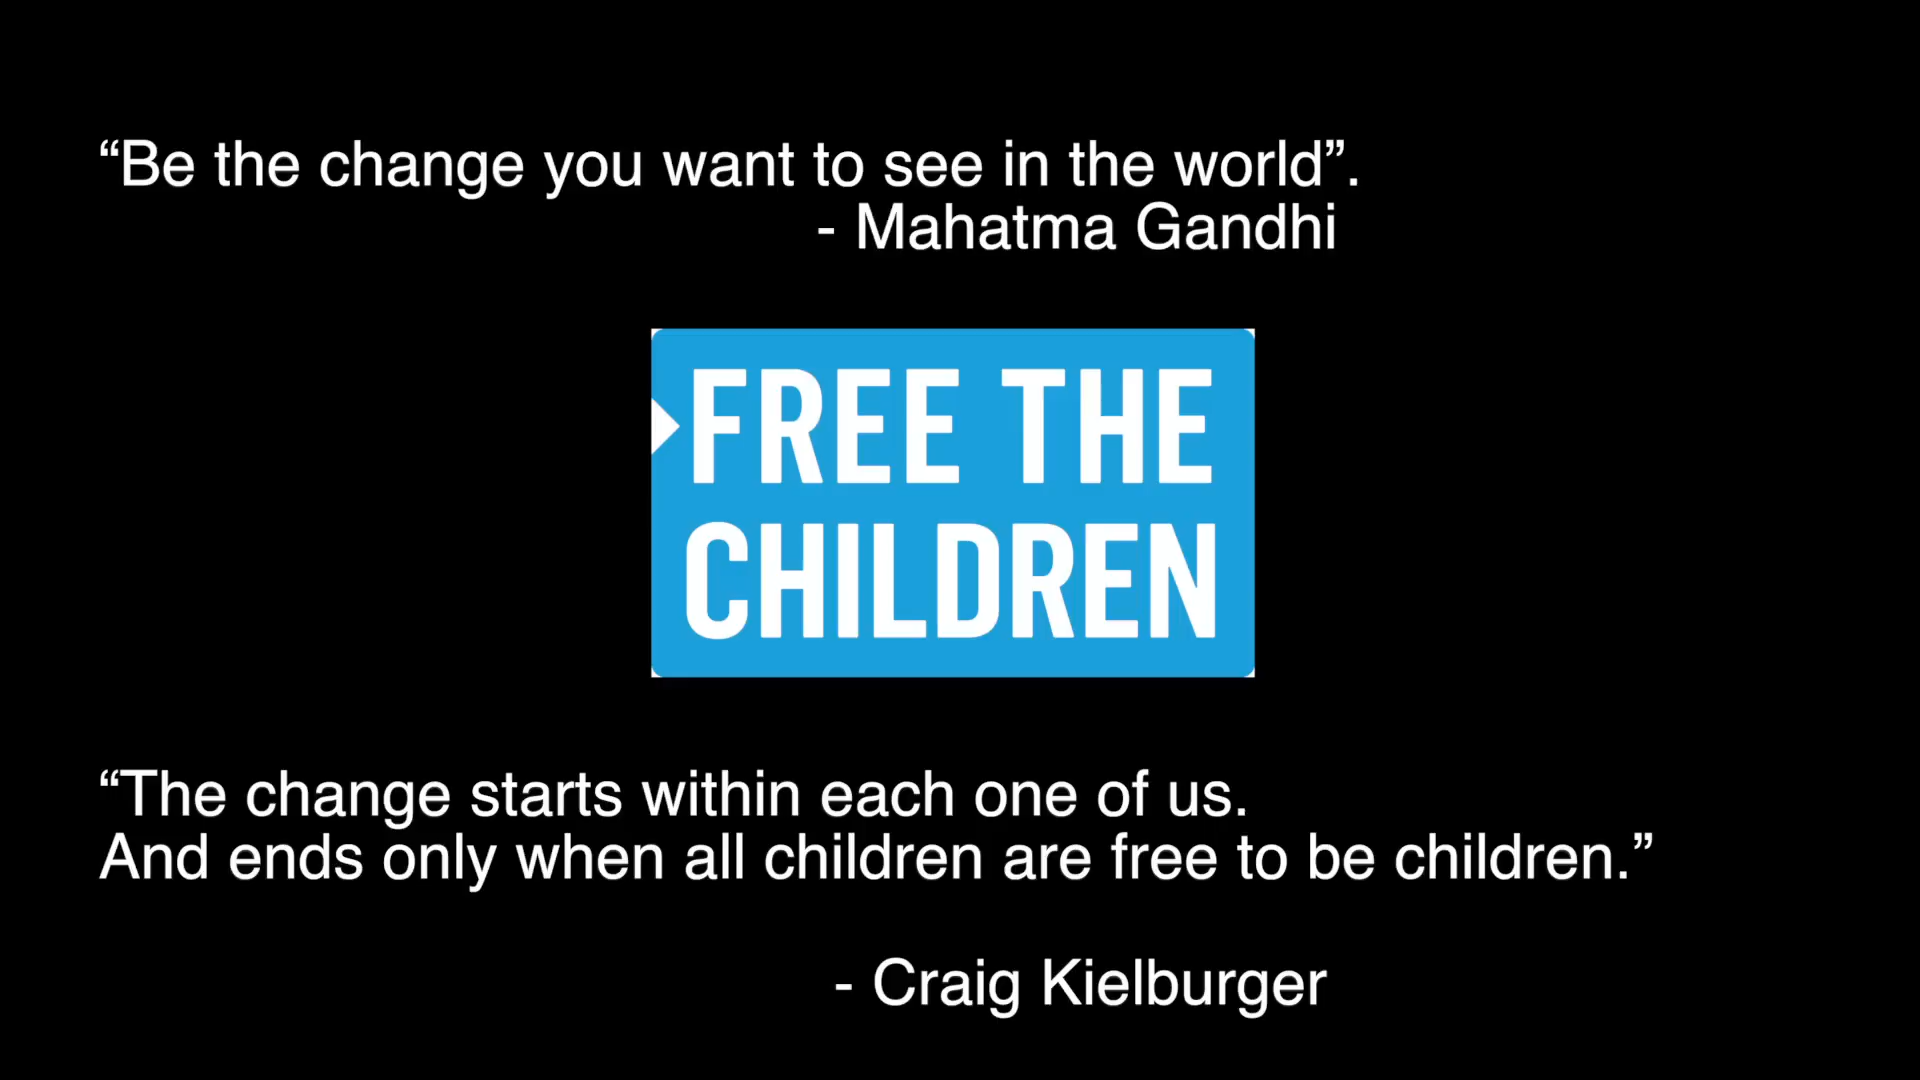 “Be the change you want to see in the world”.
- Mahatma Gandhi
FREE THE
CHILDREN
“The change starts within each one of us.
And ends only when all children are free to be children.”
- Craig Kielburger